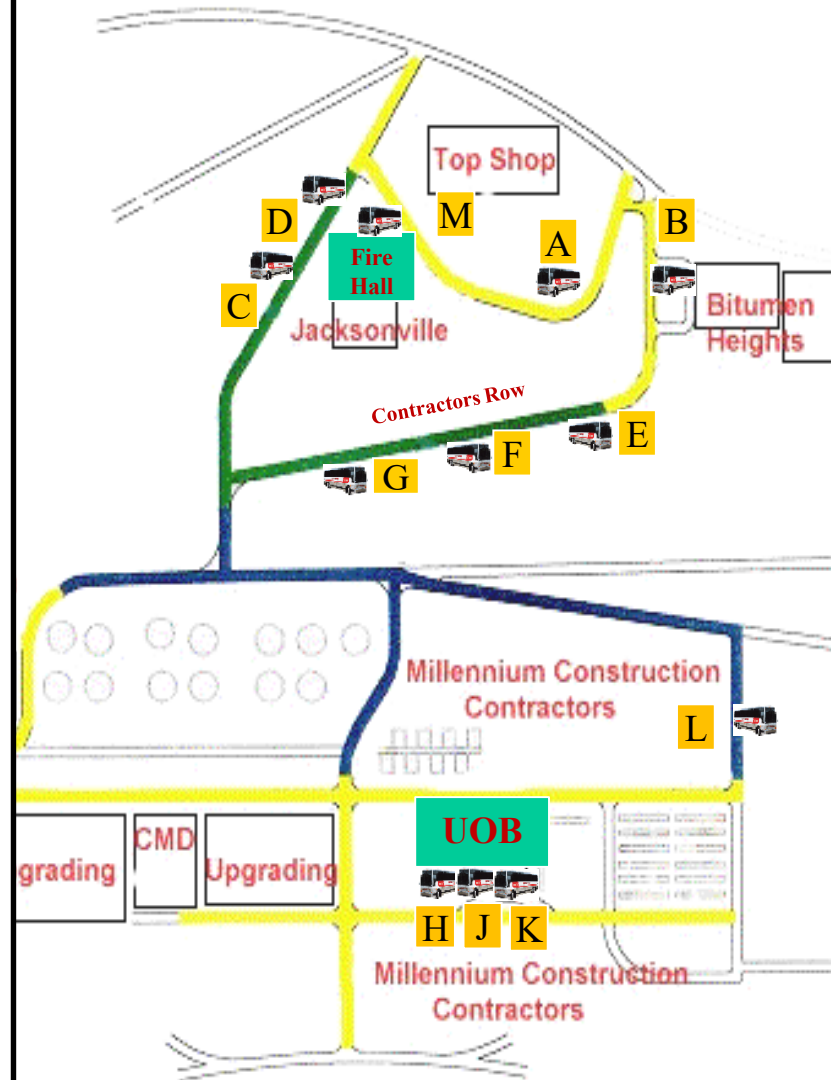 Top Shop
D
M
B
A
Fire
Hall
C
Bitumen
Heights
Jacksonville
Contractors Row
E
F
G
Millennium Construction
Contractors
L
UOB
CMD
grading
Upgrading
H
J
K
Millennium Construction
Contractors